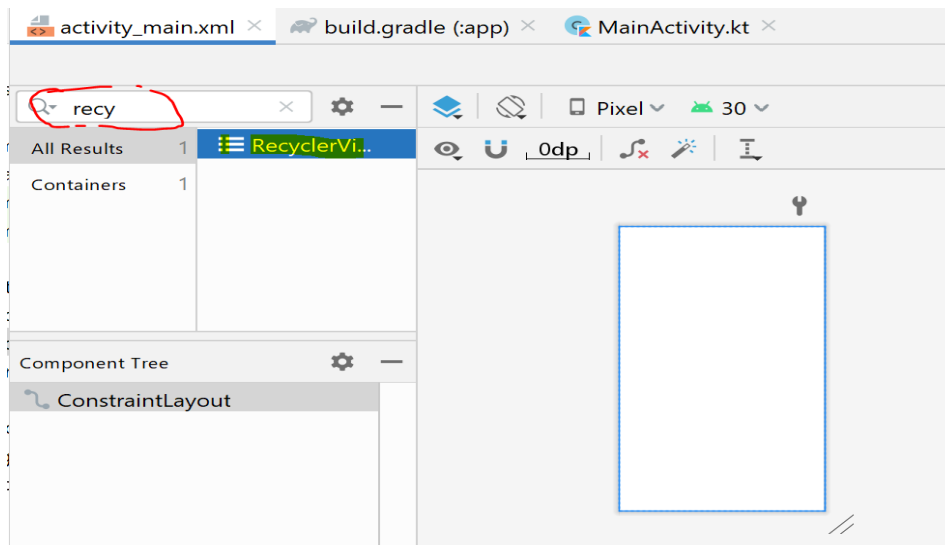 activity_main.xml build.gradle (:app) MainActivity.kt
recy
Pixel 30
All Results 1 RecyclerVi...
0dp
Containers 1
Component Tree
ConstraintLayout